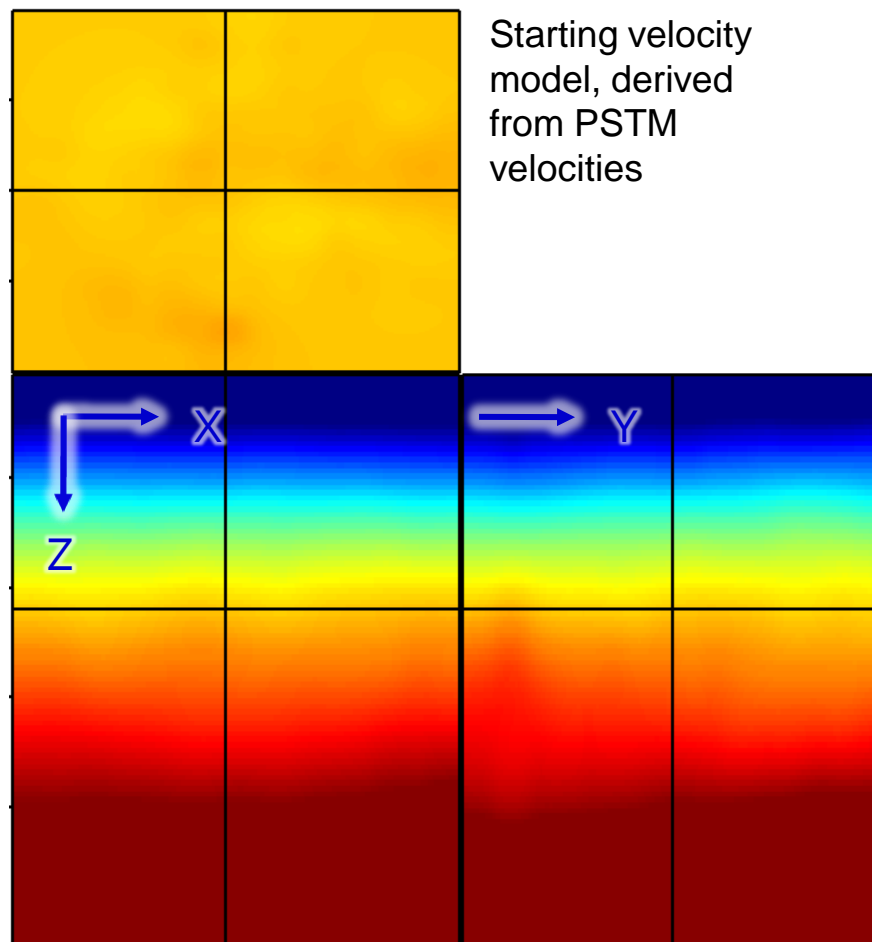 Starting velocity
model, derived
from PSTM
velocities
X
Y
Z